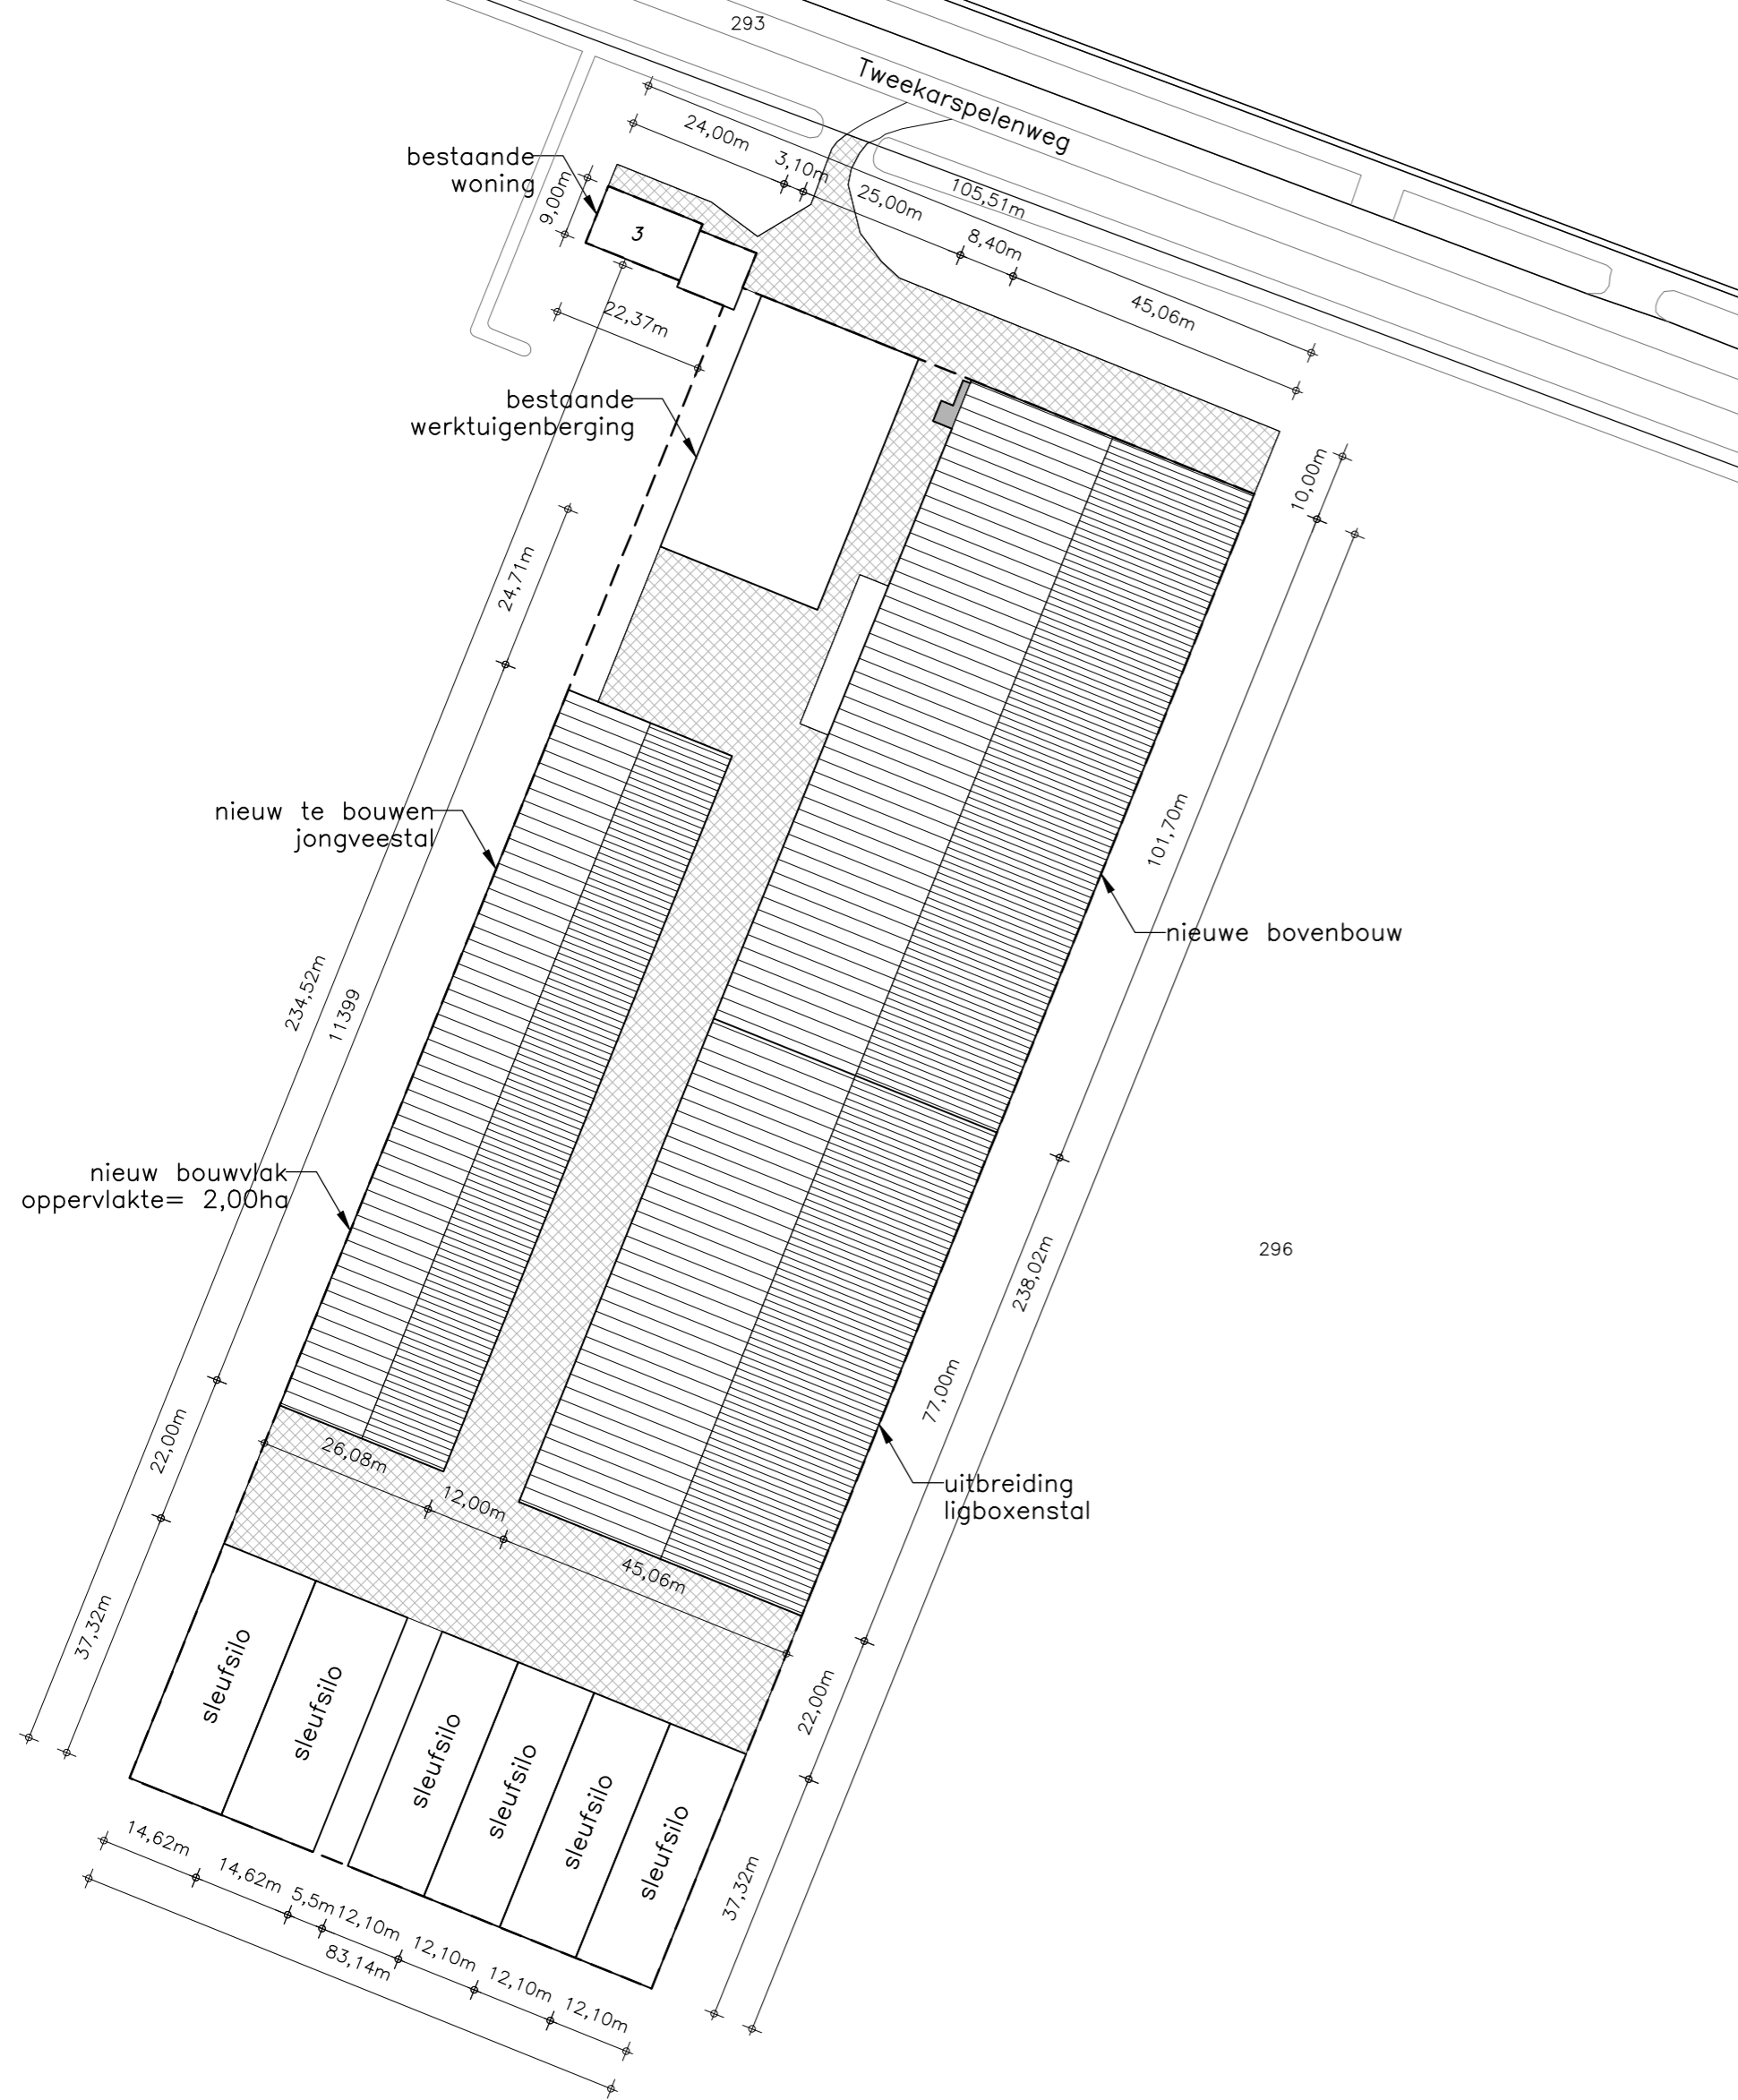 293
Tweekarspelenweg
24,00m
3,10m
25,00m
105,51m
8,40m
45,06m
bestaande
woning
9,00m
3
22,37m
bestaande
werktuigenberging
10,00m
24,71m
nieuw te bouwen
jongveestal
101,70m
nieuwe bovenbouw
234,52m
11399
nieuw bouwvlak
oppervlakte= 2,00ha
238,02m
296
77,00m
22,00m
26,08m
12,00m
45,06m
uitbreiding
ligboxenstal
37,32m
22,00m
sleufsilo
sleufsilo
sleufsilo
sleufsilo
sleufsilo
sleufsilo
37,32m
14,62m
14,62m
5,5m
12,10m
12,10m
12,10m
12,10m
83,14m